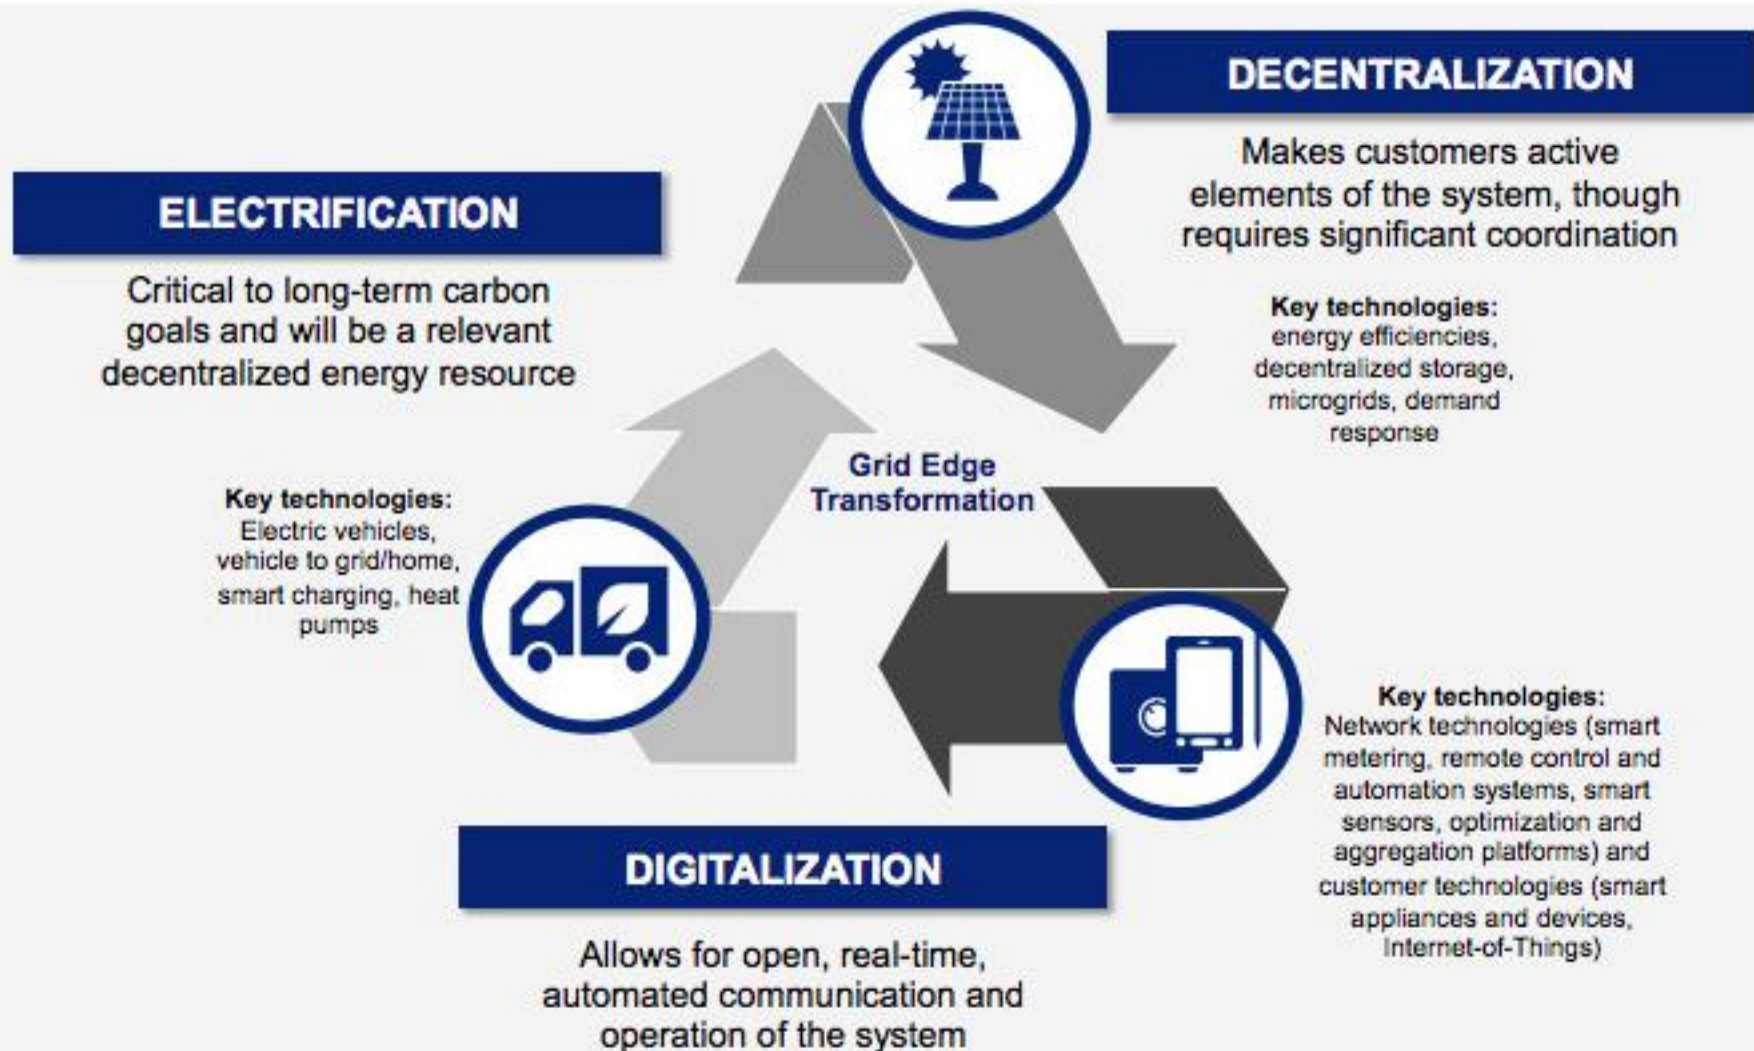 DECENTRALIZATION
Makes customers active
elements of the system, though
requires significant coordination
Key technologies:
energy efficiencies,
decentralized storage,
microgrids, demand
response
ELECTRIFICATION
Critical to long-term carbon
goals and will be a relevant
decentralized energy resource
Key technologies:
Electric vehicles,
vehicle to grid/home,
smart charging, heat
pumps
Grid Edge
Transformation
Key technologies:
Network technologies (smart
metering, remote control and
automation systems, smart
sensors, optimization and
aggregation platforms) and
customer technologies (smart
appliances and devices,
Internet-of-Things)
DIGITALIZATION
Allows for open, real-time,
automated communication and
operation of the system